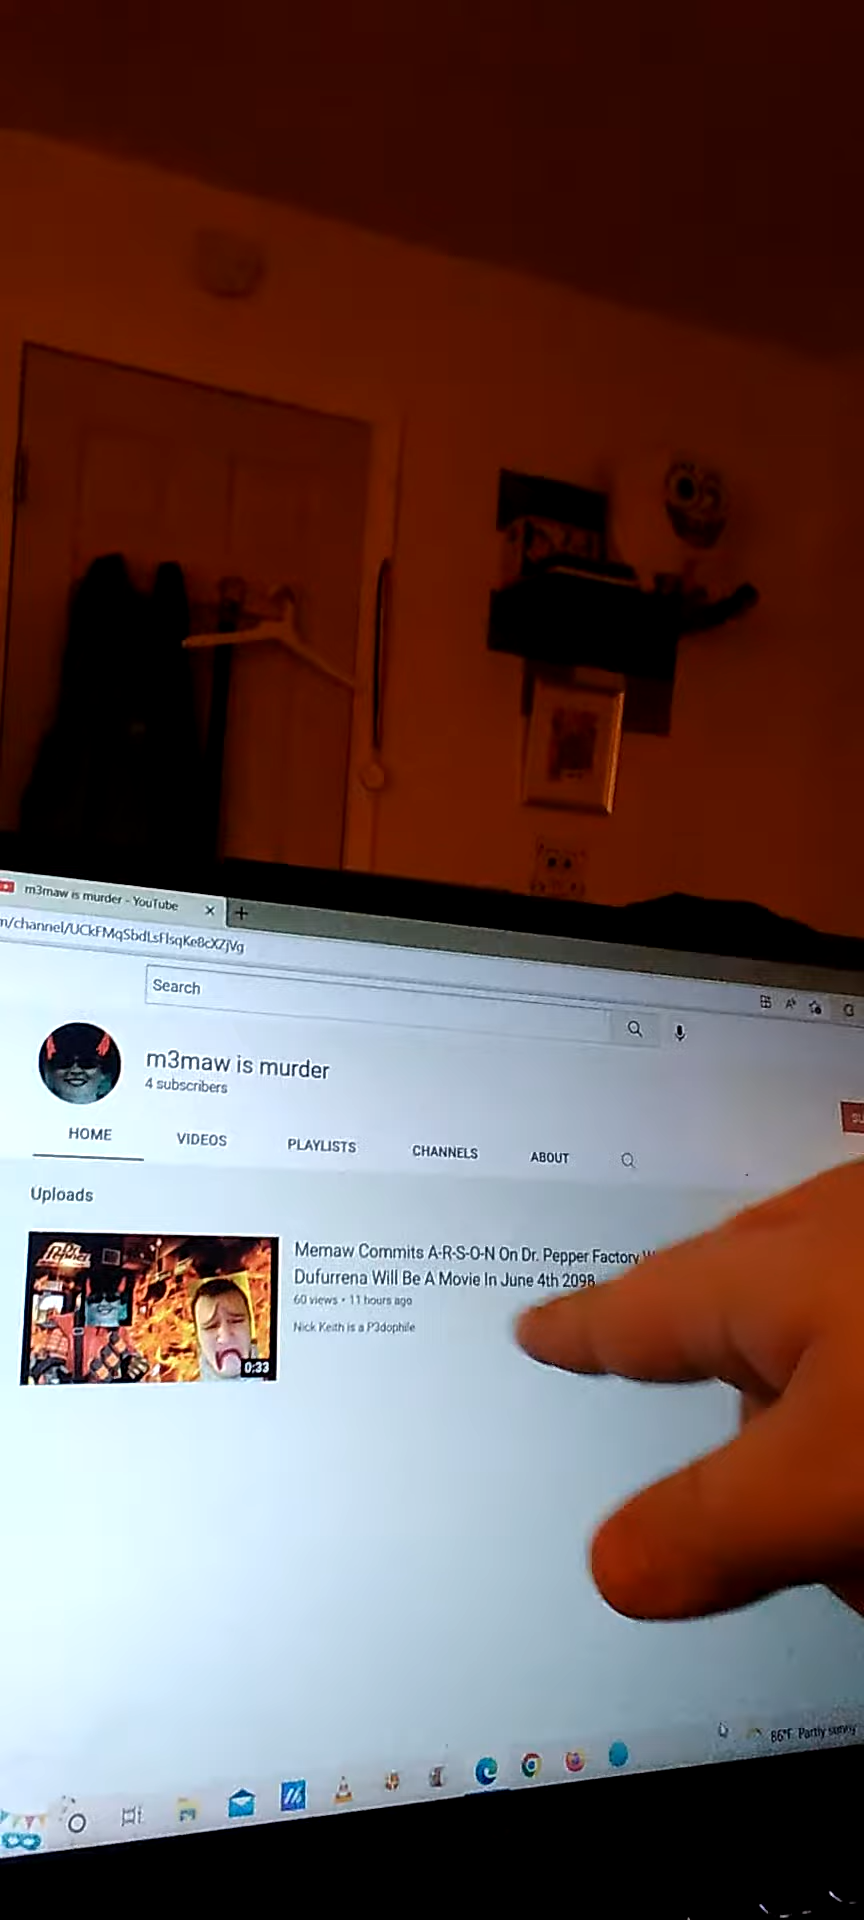 m3maw is murder - YouTube
Search
m3maw is murder
4 subscribers
HOME
VIDEOS
PLAYLISTS
CHANNELS
ABOUT
Uploads
Memaw Commits A-R-S-O-N On Dr. Pepper Factory
Dufurrena Will Be A Movie In June 4th 2098
60 views • 11 hours ago
Nick Keith is a P3dophile
0:33
86°F Partly sunny